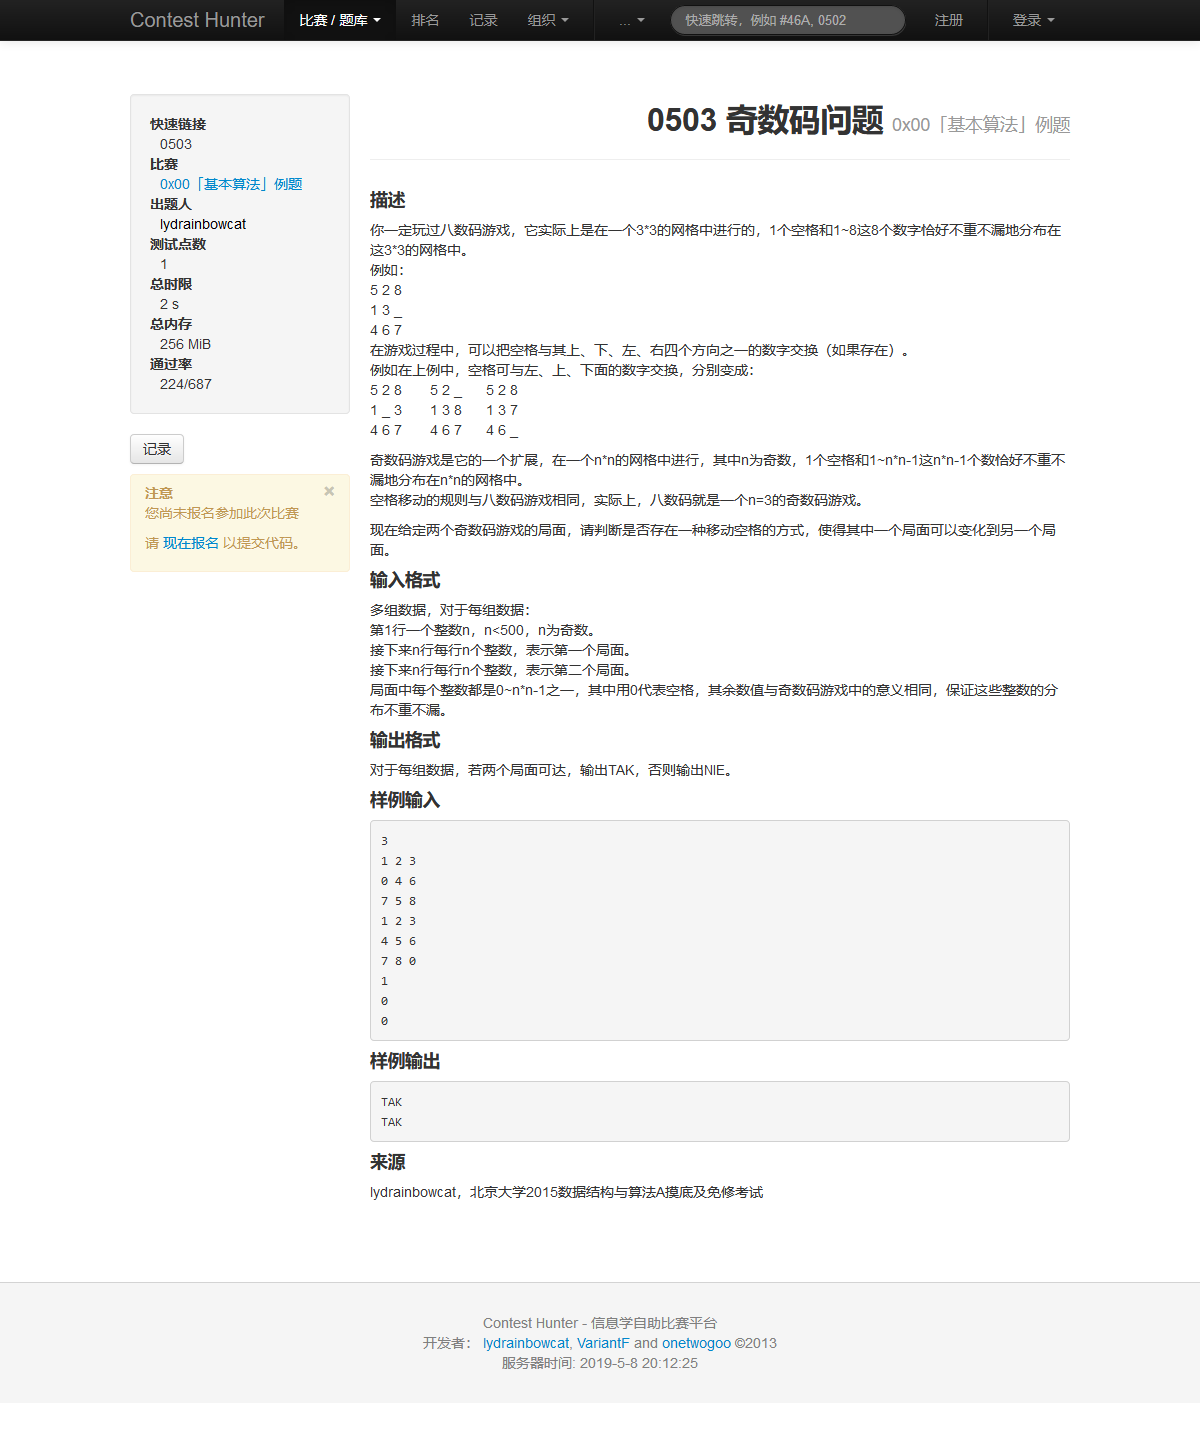 Contest Hunter 比赛 / 题库 排名 记录 组织 ... 快速跳转，例如 #46A, 0502 注册 登录
快速链接
0503
比赛
0x00「基本算法」例题
出题人
lydrainbowcat
测试点数
1
总时限
2 s
总内存
256 MiB
通过率
224/687
记录
注意 ×
您尚未报名参加此次比赛
请 现在报名 以提交代码。
0503 奇数码问题 0x00「基本算法」例题
描述
你一定玩过八数码游戏，它实际上是在一个3*3的网格中进行的，1个空格和1~8这8个数字恰好不重不漏地分布在
这3*3的网格中。
例如：
5 2 8
1 3 _
4 6 7
在游戏过程中，可以把空格与其上、下、左、右四个方向之一的数字交换（如果存在）。
例如在上例中，空格可与左、上、下面的数字交换，分别变成：
5 2 8 5 2 _ 5 2 8
1 _ 3 1 3 8 1 3 7
4 6 7 4 6 7 4 6 _
奇数码游戏是它的一个扩展，在一个n*n的网格中进行，其中n为奇数，1个空格和1~n*n-1这n*n-1个数恰好不重不
漏地分布在n*n的网格中。
空格移动的规则与八数码游戏相同，实际上，八数码就是一个n=3的奇数码游戏。
现在给定两个奇数码游戏的局面，请判断是否存在一种移动空格的方式，使得其中一个局面可以变化到另一个局
面。
输入格式
多组数据，对于每组数据：
第1行一个整数n，n<500，n为奇数。
接下来n行每行n个整数，表示第一个局面。
接下来n行每行n个整数，表示第二个局面。
局面中每个整数都是0~n*n-1之一，其中用0代表空格，其余数值与奇数码游戏中的意义相同，保证这些整数的分
布不重不漏。
输出格式
对于每组数据，若两个局面可达，输出TAK，否则输出NIE。
样例输入
3
1 2 3
0 4 6
7 5 8
1 2 3
4 5 6
7 8 0
1
0
0
样例输出
TAK
TAK
来源
lydrainbowcat，北京大学2015数据结构与算法A摸底及免修考试
Contest Hunter - 信息学自助比赛平台
开发者： lydrainbowcat, VariantF and onetwogoo ©2013
服务器时间: 2019-5-8 20:12:25